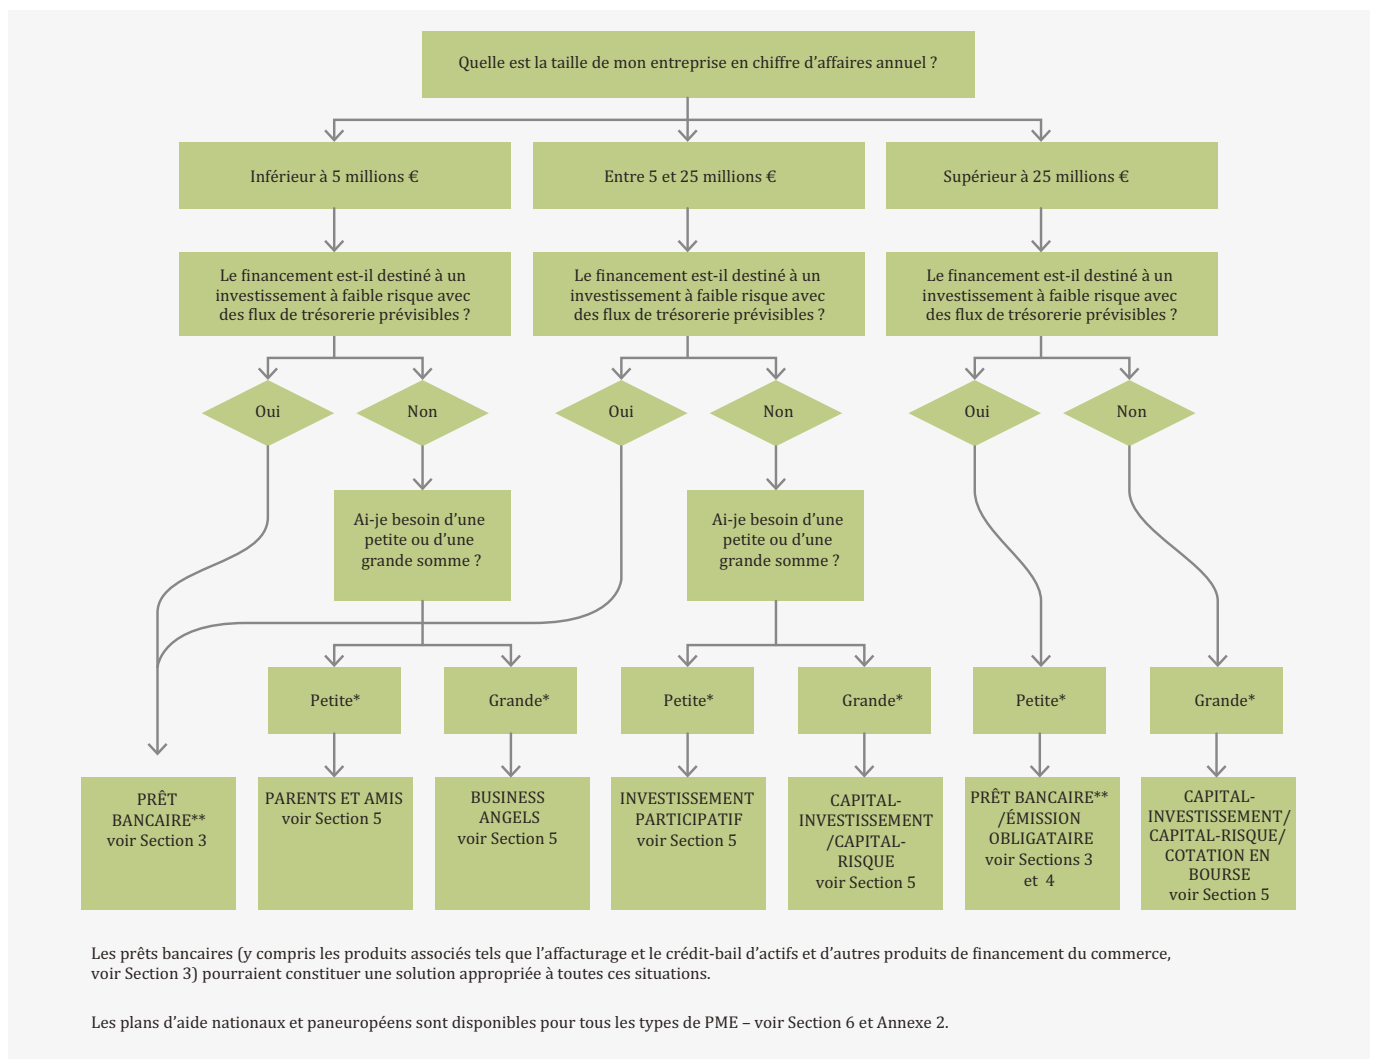 Quelle est la taille de mon entreprise en chiffre d’affaires annuel ?
Inférieur à 5 millions €
Entre 5 et 25 millions €
Supérieur à 25 millions €
Le financement est-il destiné à un
investissement à faible risque avec
des flux de trésorerie prévisibles ?
Le financement est-il destiné à un
investissement à faible risque avec
des flux de trésorerie prévisibles ?
Le financement est-il destiné à un
investissement à faible risque avec
des flux de trésorerie prévisibles ?
Oui
Non
Oui
Non
Oui
Non
Ai-je besoin d’une
petite ou d’une
grande somme ?
Ai-je besoin d’une
petite ou d’une
grande somme ?
Petite*
Grande*
Petite*
Grande*
Petite*
Grande*
PRÊT
BANCAIRE**
voir Section 3
PARENTS ET AMIS
voir Section 5
BUSINESS
ANGELS
voir Section 5
INVESTISSEMENT
PARTICIPATIF
voir Section 5
CAPITAL-
INVESTISSEMENT
/CAPITAL-
RISQUE
voir Section 5
PRÊT BANCAIRE**
/ÉMISSION
OBLIGATAIRE
voir Sections 3
et 4
CAPITAL-
INVESTISSEMENT/
CAPITAL-RISQUE/
COTATION EN
BOURSE
voir Section 5
Les prêts bancaires (y compris les produits associés tels que l’affacturage et le crédit-bail d’actifs et d’autres produits de financement du commerce,
voir Section 3) pourraient constituer une solution appropriée à toutes ces situations.
Les plans d’aide nationaux et paneuropéens sont disponibles pour tous les types de PME – voir Section 6 et Annexe 2.